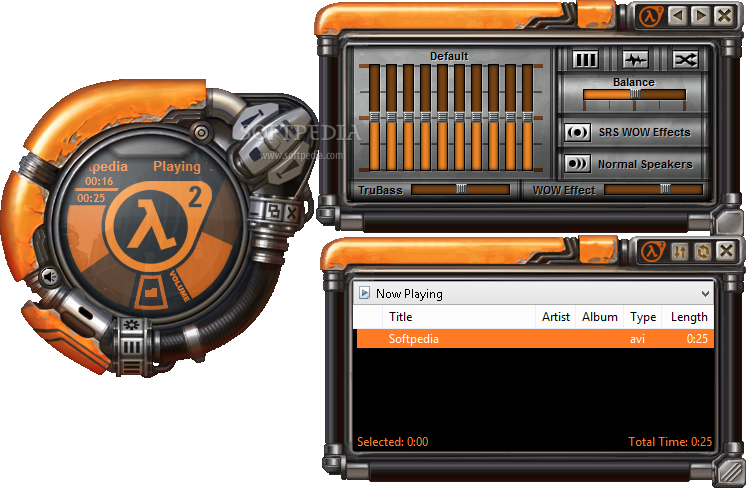 SOFTPEDIA
www.softpedia.com
pedia Playing
00:16
00:25
λ 2
VOLUME
Default
Balance
SRS WOW Effects
Normal Speakers
TruBass
WOW Effect
Now Playing
Title Artist Album Type Length
Softpedia avi 0:25
Selected: 0:00 Total Time: 0:25